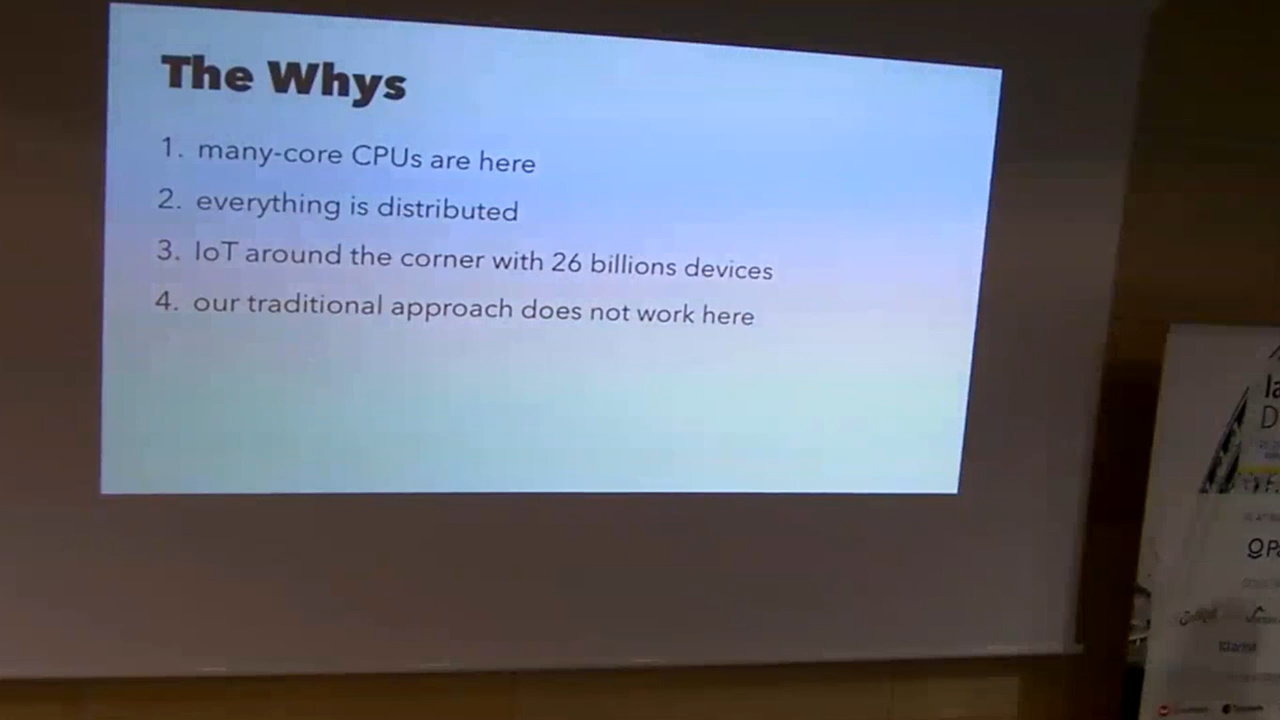 The Whys
1. many-core CPUs are here
2. everything is distributed
3. IoT around the corner with 26 billions devices
4. our traditional approach does not work here